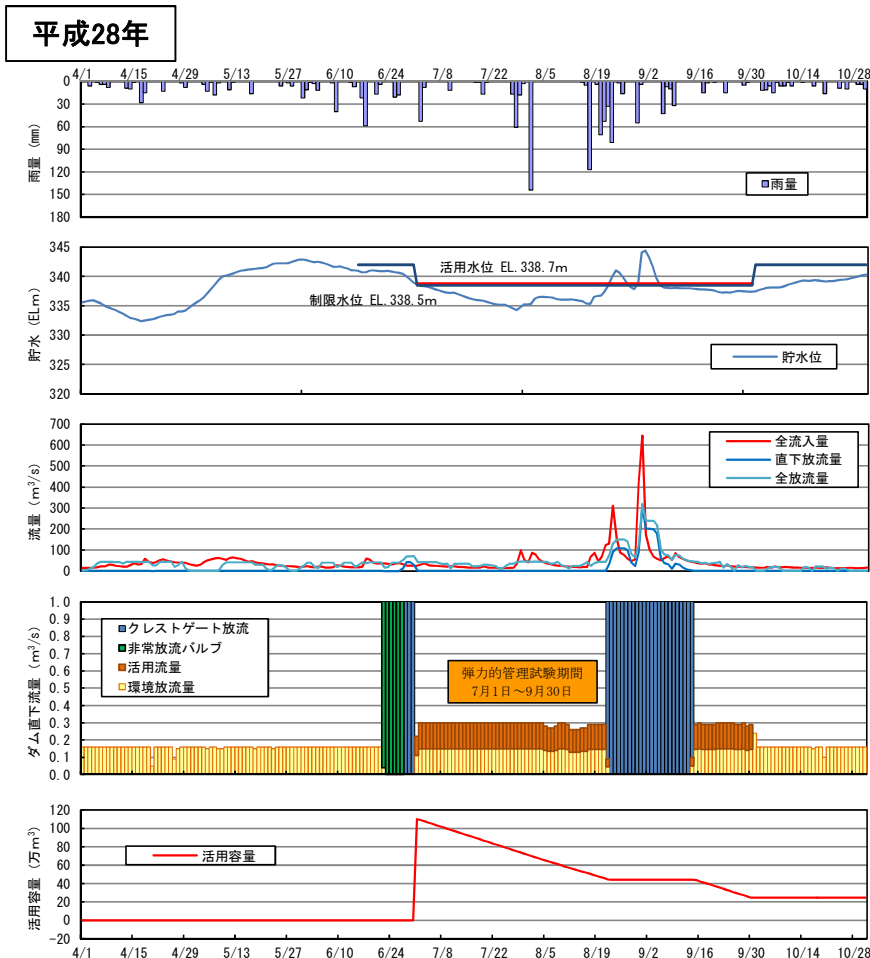 平成28年
4/1 4/15 4/29 5/13 5/27 6/10 6/24 7/8 7/22 8/5 8/19 9/2 9/16 9/30 10/14 10/28
0
30
60
90
120
150
180
雨量 (mm)
雨量
345
340
335
330
325
320
貯水 (ELm)
活用水位 EL.338.7m
制限水位 EL.338.5m
貯水位
700
600
500
400
300
200
100
0
流量 (m³/s)
全流入量
直下放流量
全放流量
1.0
0.9
0.8
0.7
0.6
0.5
0.4
0.3
0.2
0.1
0.0
ダム直下流量 (m³/s)
クレストゲート放流
非常放流バルブ
活用流量
環境放流量
弾力的管理試験期間
7月1日～9月30日
120
100
80
60
40
20
0
-20
活用容量 (万m³)
活用容量
4/1 4/15 4/29 5/13 5/27 6/10 6/24 7/8 7/22 8/5 8/19 9/2 9/16 9/30 10/14 10/28